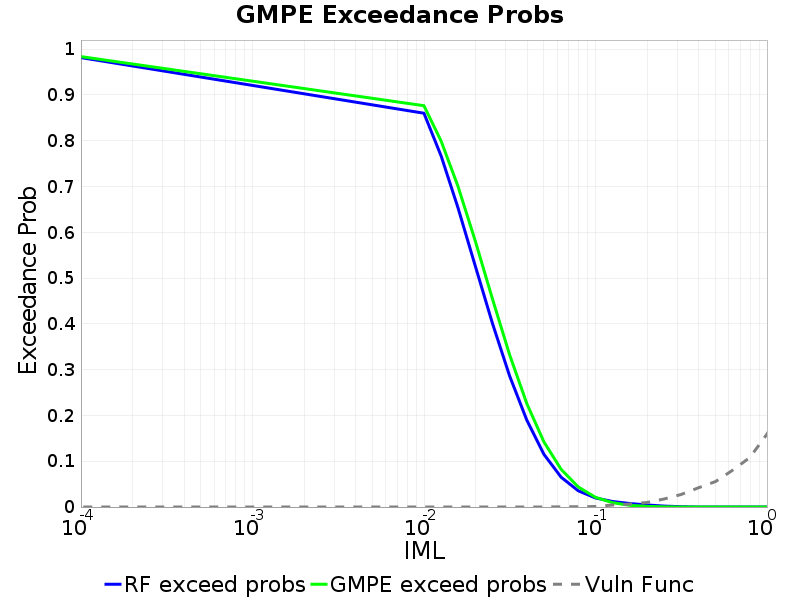 GMPE Exceedance Probs
Exceedance Prob
1
0.9
0.8
0.7
0.6
0.5
0.4
0.3
0.2
0.1
0
10^-4 10^-3 10^-2 10^-1 10^0
IML
RF exceed probs GMPE exceed probs Vuln Func